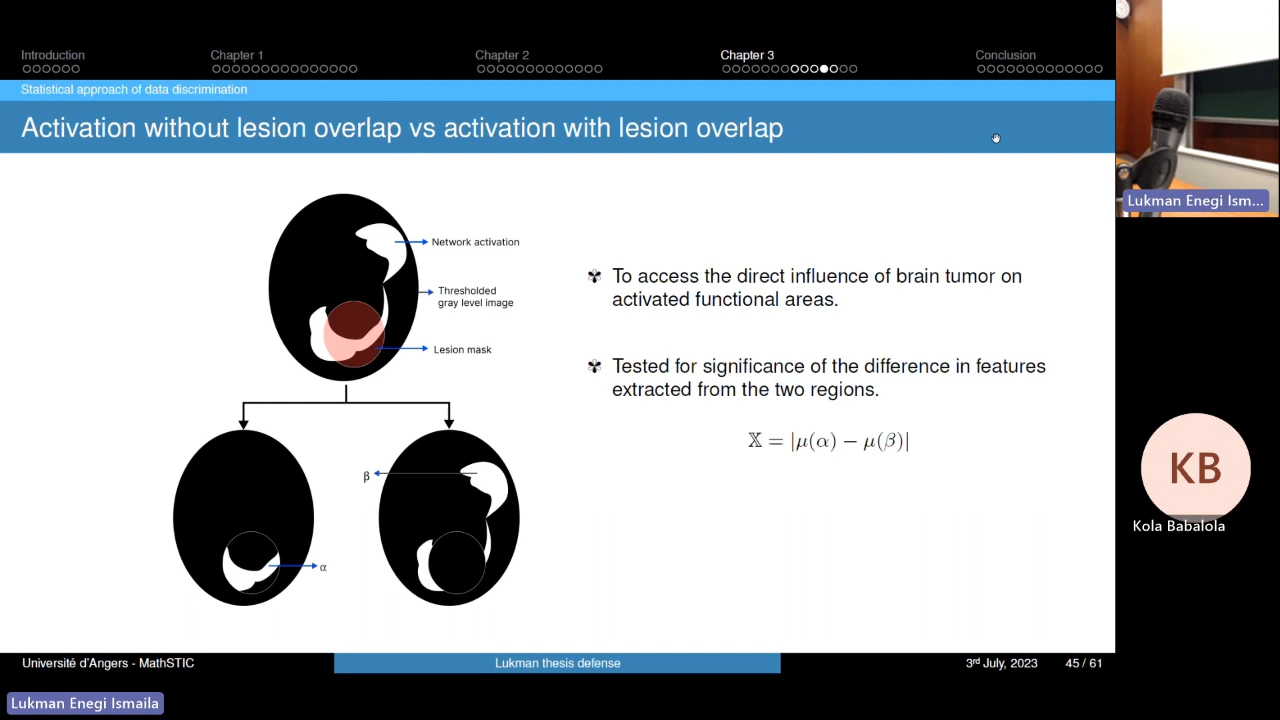 Introduction
Chapter 1
Chapter 2
Chapter 3
Conclusion
Statistical approach of data discrimination
Activation without lesion overlap vs activation with lesion overlap
Network activation
Thresholded
gray level image
Lesion mask
β
α
To access the direct influence of brain tumor on
activated functional areas.
Tested for significance of the difference in features
extracted from the two regions.
𝕏 = |μ(α) − μ(β)|
Université d'Angers - MathSTIC
Lukman thesis defense
3rd July, 2023
45 / 61
Lukman Enegi Ism...
KB
Kola Babalola
Lukman Enegi Ismaila